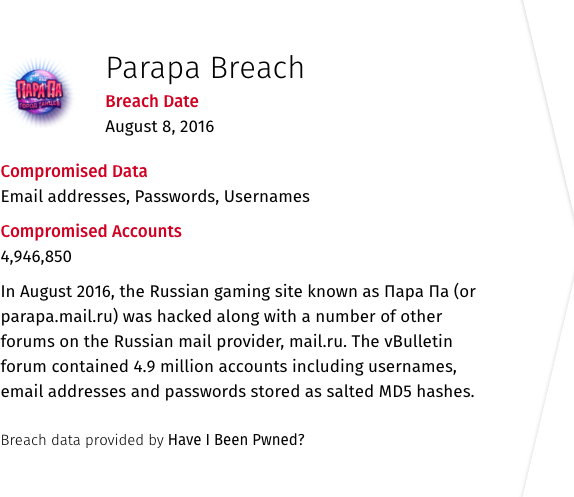 ПАРА ПА
Parapa Breach
Breach Date
August 8, 2016
Compromised Data
Email addresses, Passwords, Usernames
Compromised Accounts
4,946,850
In August 2016, the Russian gaming site known as Пара Па (or
parapa.mail.ru) was hacked along with a number of other
forums on the Russian mail provider, mail.ru. The vBulletin
forum contained 4.9 million accounts including usernames,
email addresses and passwords stored as salted MD5 hashes.
Breach data provided by Have I Been Pwned?